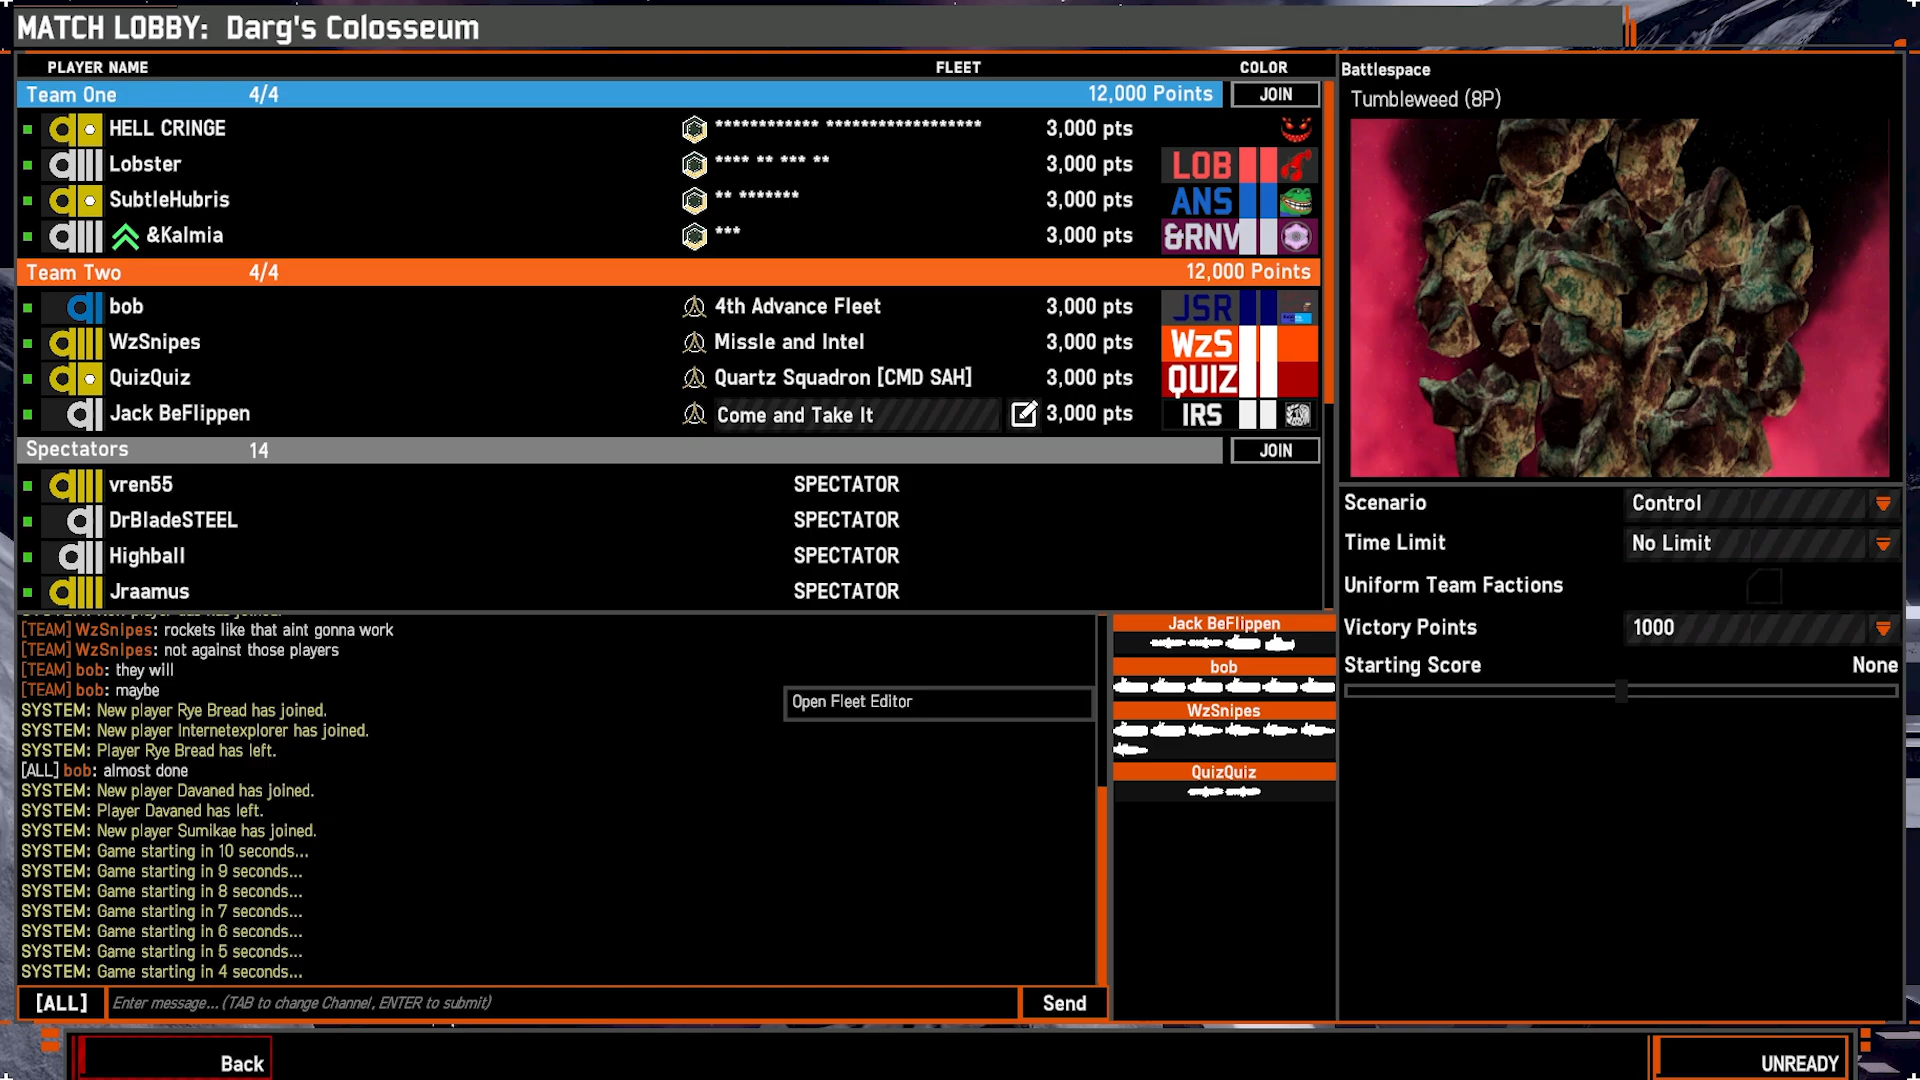 MATCH LOBBY: Darg's Colosseum
PLAYER NAME FLEET COLOR
Team One 4/4 12,000 Points JOIN
HELL CRINGE ************ ****************** 3,000 pts
Lobster **** ** *** ** 3,000 pts LOB
SubtleHubris ** ******* 3,000 pts ANS
&Kalmia *** 3,000 pts &RNV
Team Two 4/4 12,000 Points
bob 4th Advance Fleet 3,000 pts JSR
WzSnipes Missle and Intel 3,000 pts WzS
QuizQuiz Quartz Squadron [CMD SAH] 3,000 pts QUIZ
Jack BeFlippen Come and Take It 3,000 pts IRS
Spectators 14 JOIN
vren55 SPECTATOR
DrBladeSTEEL SPECTATOR
Highball SPECTATOR
Jraamus SPECTATOR
[TEAM] WzSnipes: rockets like that aint gonna work
[TEAM] WzSnipes: not against those players
[TEAM] bob: they will
[TEAM] bob: maybe
SYSTEM: New player Rye Bread has joined.
SYSTEM: New player Internetexplorer has joined.
SYSTEM: Player Rye Bread has left.
[ALL] bob: almost done
SYSTEM: New player Davaned has joined.
SYSTEM: Player Davaned has left.
SYSTEM: New player Sumikae has joined.
SYSTEM: Game starting in 10 seconds...
SYSTEM: Game starting in 9 seconds...
SYSTEM: Game starting in 8 seconds...
SYSTEM: Game starting in 7 seconds...
SYSTEM: Game starting in 6 seconds...
SYSTEM: Game starting in 5 seconds...
SYSTEM: Game starting in 4 seconds...
Open Fleet Editor
[ALL] Enter message... (TAB to change Channel, ENTER to submit) Send
Jack BeFlippen
bob
WzSnipes
QuizQuiz
Battlespace
Tumbleweed (8P)
Scenario Control
Time Limit No Limit
Uniform Team Factions
Victory Points 1000
Starting Score None
Back
UNREADY